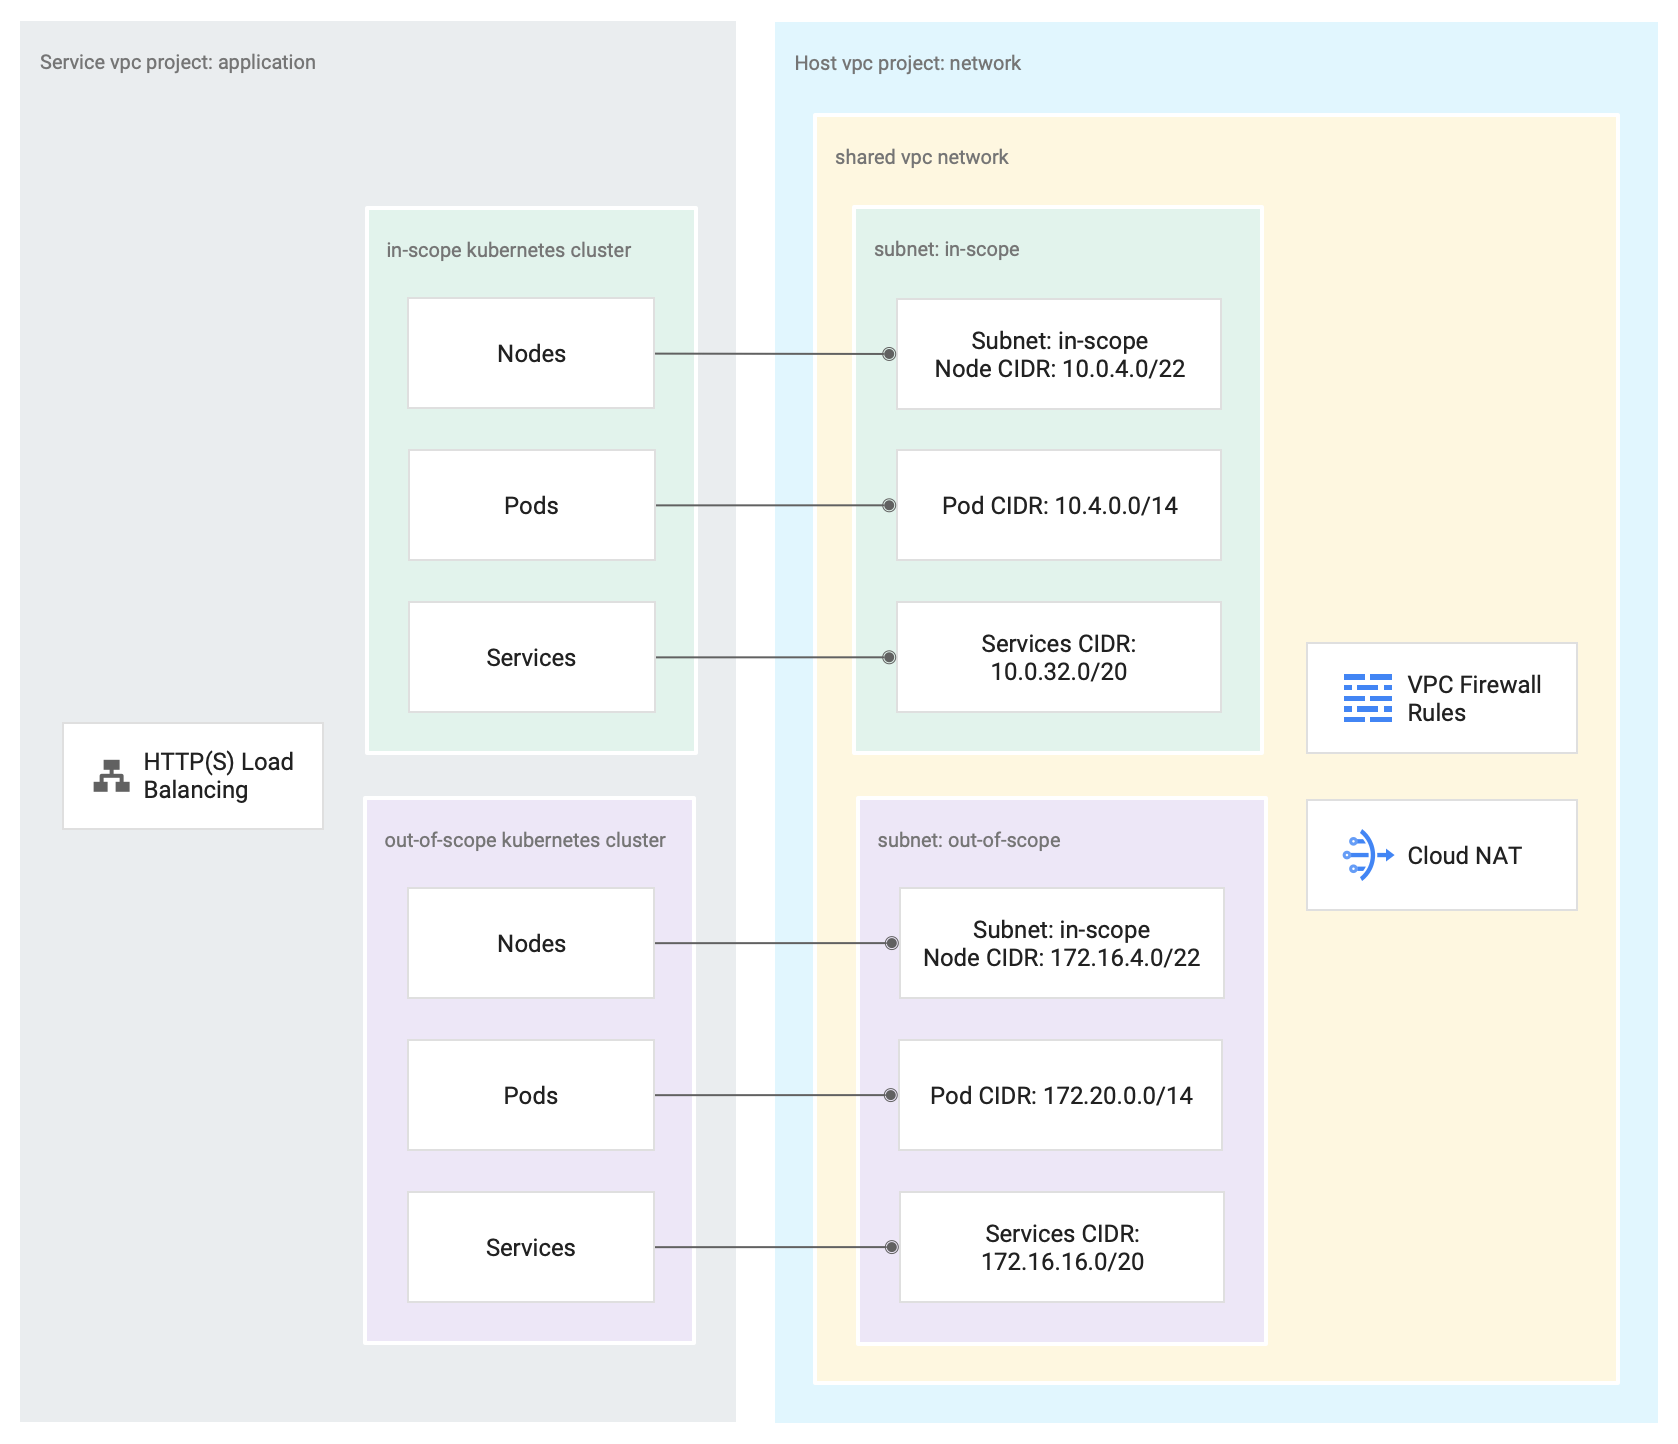 Service vpc project: application
Host vpc project: network
shared vpc network
in-scope kubernetes cluster
Nodes
Pods
Services
subnet: in-scope
Subnet: in-scope
Node CIDR: 10.0.4.0/22
Pod CIDR: 10.4.0.0/14
Services CIDR:
10.0.32.0/20
VPC Firewall
Rules
HTTP(S) Load
Balancing
Cloud NAT
out-of-scope kubernetes cluster
Nodes
Pods
Services
subnet: out-of-scope
Subnet: in-scope
Node CIDR: 172.16.4.0/22
Pod CIDR: 172.20.0.0/14
Services CIDR:
172.16.16.0/20